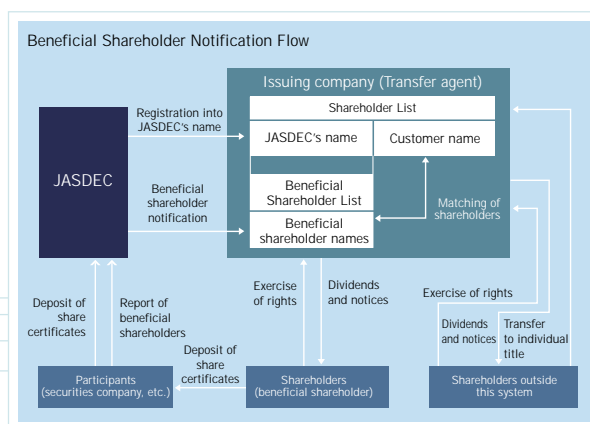 Beneficial Shareholder Notification Flow
Issuing company (Transfer agent)
Shareholder List
Registration into
JASDEC's name
JASDEC's name
Customer name
JASDEC
Beneficial
shareholder
notification
Beneficial
Shareholder List
Beneficial
shareholder names
Matching of
shareholders
Deposit of
share
certificates
Report of
beneficial
shareholders
Exercise
of rights
Dividends
and notices
Exercise of rights
Dividends
and notices
Transfer
to individual
title
Deposit of
share
certificates
Participants
(securities company, etc.)
Shareholders
(beneficial shareholder)
Shareholders outside
this system